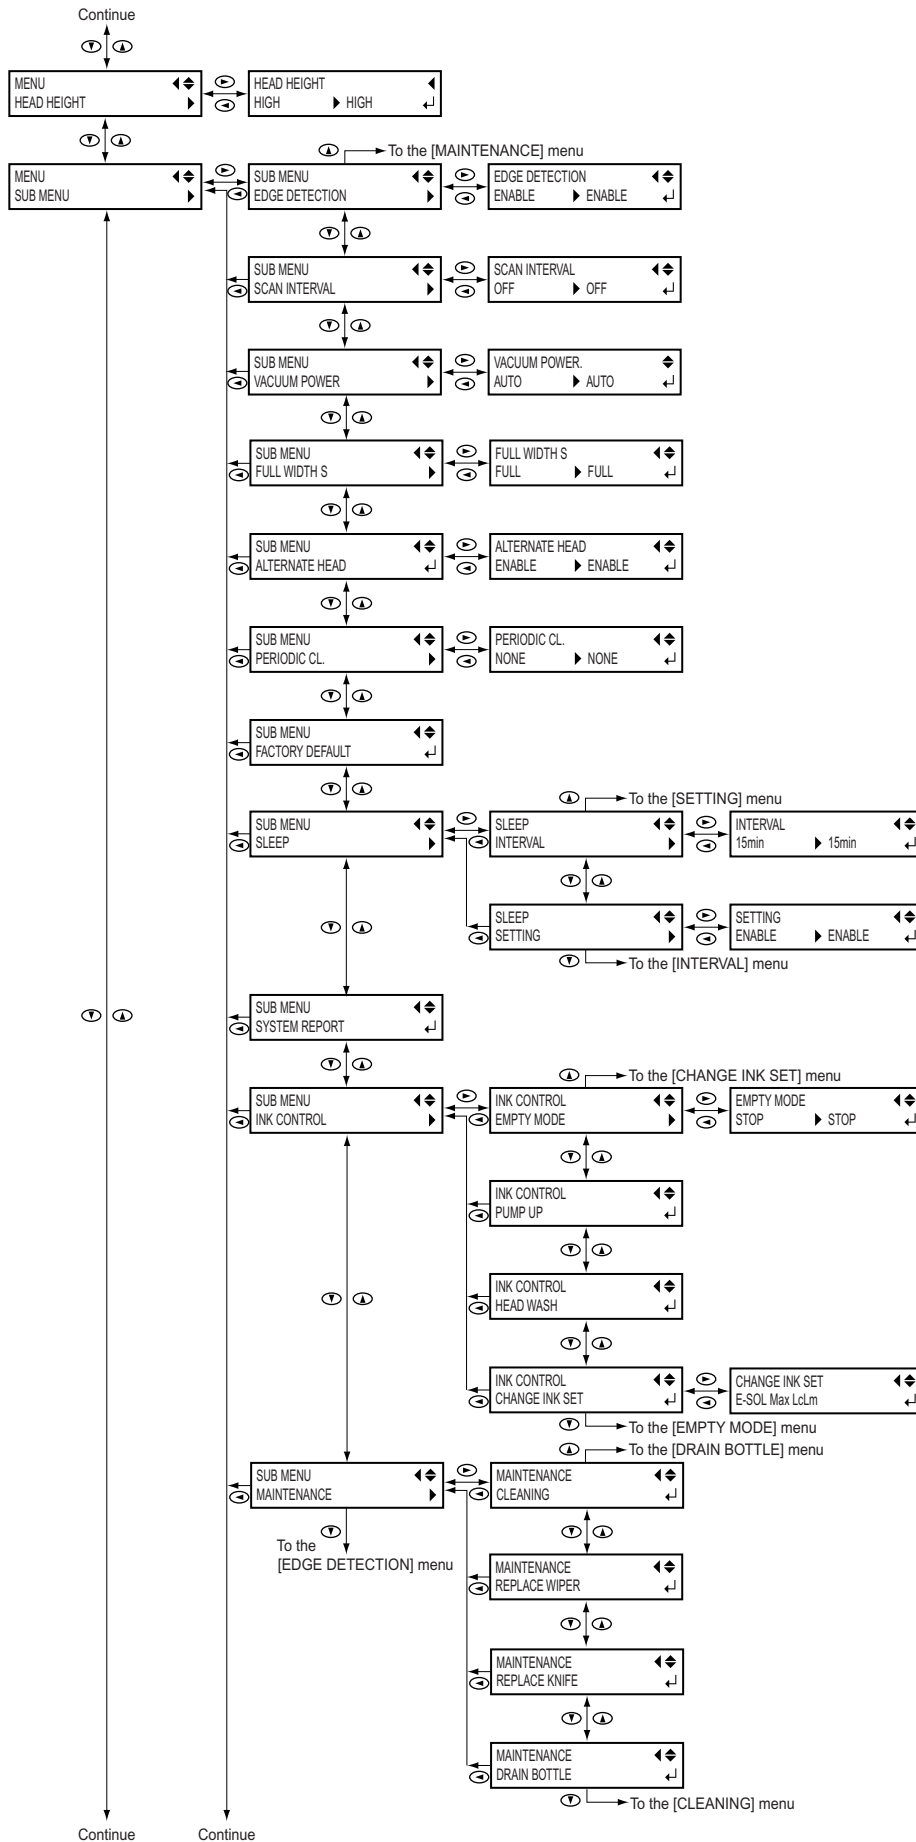 Continue
MENU
HEAD HEIGHT
HEAD HEIGHT
HIGH HIGH
To the [MAINTENANCE] menu
MENU
SUB MENU
SUB MENU
EDGE DETECTION
EDGE DETECTION
ENABLE ENABLE
SUB MENU
SCAN INTERVAL
SCAN INTERVAL
OFF OFF
SUB MENU
VACUUM POWER
VACUUM POWER.
AUTO AUTO
SUB MENU
FULL WIDTH S
FULL WIDTH S
FULL FULL
SUB MENU
ALTERNATE HEAD
ALTERNATE HEAD
ENABLE ENABLE
SUB MENU
PERIODIC CL.
PERIODIC CL.
NONE NONE
SUB MENU
FACTORY DEFAULT
To the [SETTING] menu
SUB MENU
SLEEP
SLEEP
INTERVAL
INTERVAL
15min 15min
SLEEP
SETTING
SETTING
ENABLE ENABLE
To the [INTERVAL] menu
SUB MENU
SYSTEM REPORT
To the [CHANGE INK SET] menu
SUB MENU
INK CONTROL
INK CONTROL
EMPTY MODE
EMPTY MODE
STOP STOP
INK CONTROL
PUMP UP
INK CONTROL
HEAD WASH
INK CONTROL
CHANGE INK SET
CHANGE INK SET
E-SOL Max LcLm
To the [EMPTY MODE] menu
To the [DRAIN BOTTLE] menu
SUB MENU
MAINTENANCE
MAINTENANCE
CLEANING
To the
[EDGE DETECTION] menu
MAINTENANCE
REPLACE WIPER
MAINTENANCE
REPLACE KNIFE
MAINTENANCE
DRAIN BOTTLE
To the [CLEANING] menu
Continue
Continue